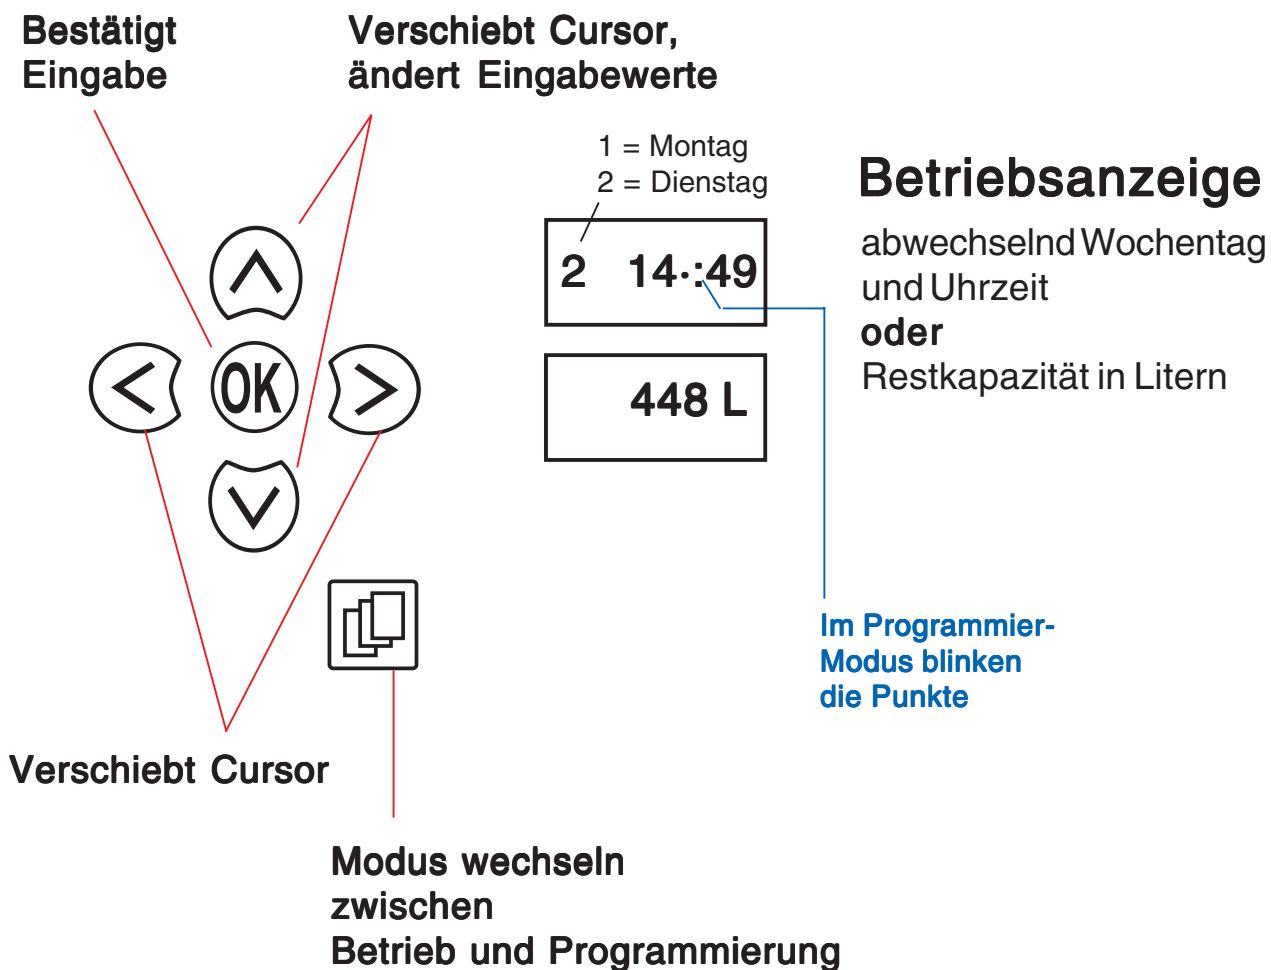 Bestätigt
Eingabe
Verschiebt Cursor,
ändert Eingabewerte
1 = Montag
2 = Dienstag
Betriebsanzeige
abwechselnd Wochentag
und Uhrzeit
oder
Restkapazität in Litern
2 14·:49
448 L
OK
Im Programmier-
Modus blinken
die Punkte
Verschiebt Cursor
Modus wechseln
zwischen
Betrieb und Programmierung